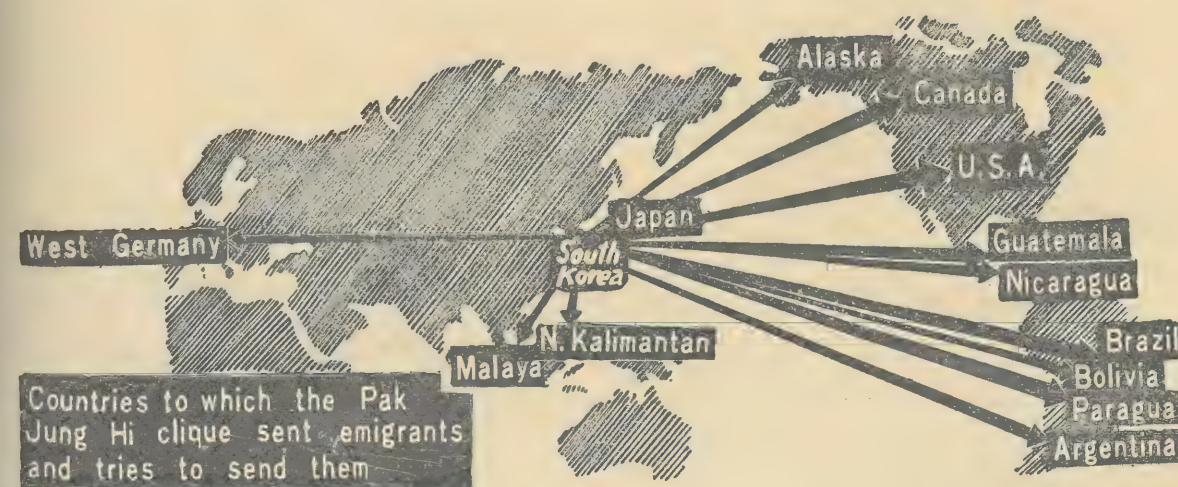 Alaska
Canada
U.S.A.
Japan
West Germany
South
Korea
Guatemala
Nicaragua
N. Kalimantan
Malaya
Brazil
Bolivia
Paragua
Argentina
Countries to which the Pak
Jung Hi clique sent emigrants
and tries to send them